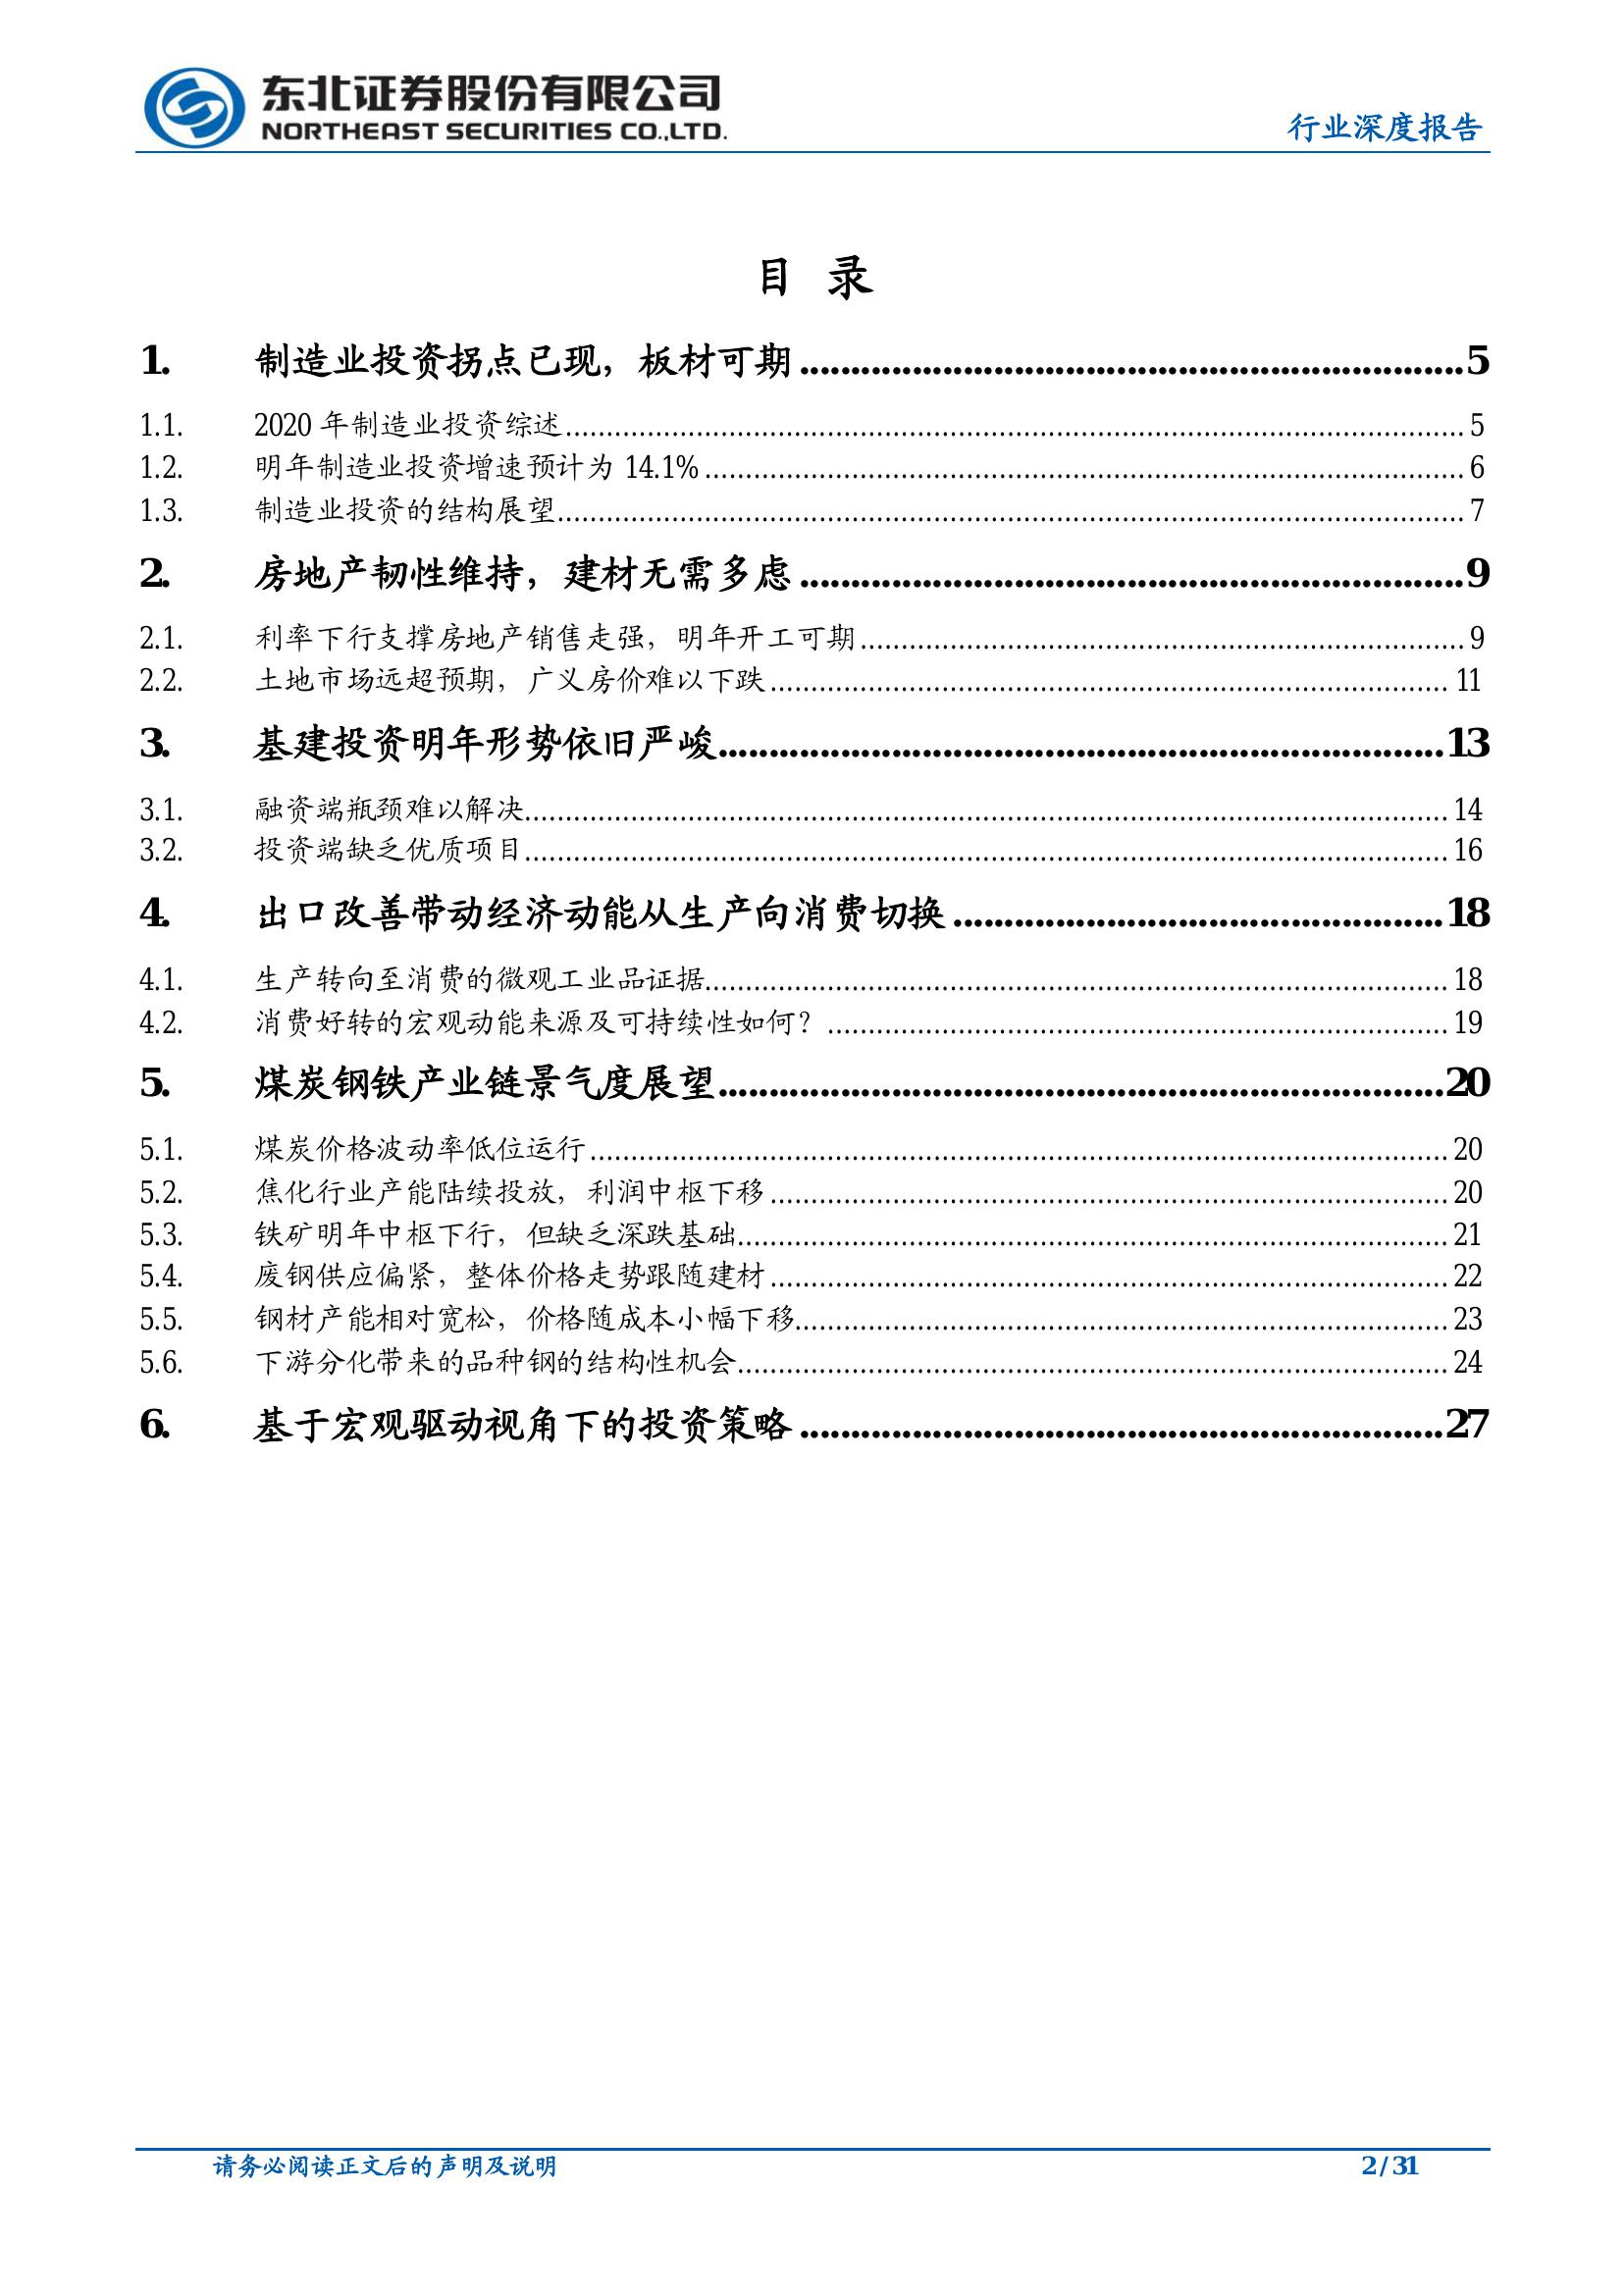 东北证券股份有限公司
NORTHEAST SECURITIES CO.,LTD.
行业深度报告
目 录
1. 制造业投资拐点已现，板材可期 5
1.1. 2020 年制造业投资综述 5
1.2. 明年制造业投资增速预计为 14.1% 6
1.3. 制造业投资的结构展望 7
2. 房地产韧性维持，建材无需多虑 9
2.1. 利率下行支撑房地产销售走强，明年开工可期 9
2.2. 土地市场远超预期，广义房价难以下跌 11
3. 基建投资明年形势依旧严峻 13
3.1. 融资端瓶颈难以解决 14
3.2. 投资端缺乏优质项目 16
4. 出口改善带动经济动能从生产向消费切换 18
4.1. 生产转向至消费的微观工业品证据 18
4.2. 消费好转的宏观动能来源及可持续性如何？ 19
5. 煤炭钢铁产业链景气度展望 20
5.1. 煤炭价格波动率低位运行 20
5.2. 焦化行业产能陆续投放，利润中枢下移 20
5.3. 铁矿明年中枢下行，但缺乏深跌基础 21
5.4. 废钢供应偏紧，整体价格走势跟随建材 22
5.5. 钢材产能相对宽松，价格随成本小幅下移 23
5.6. 下游分化带来的品种钢的结构性机会 24
6. 基于宏观驱动视角下的投资策略 27
请务必阅读正文后的声明及说明 2 / 31